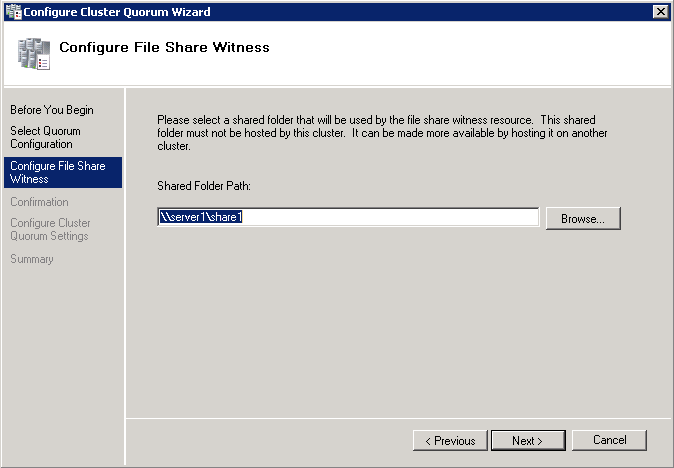 Configure Cluster Quorum Wizard
Configure File Share Witness
Before You Begin
Select Quorum
Configuration
Configure File Share
Witness
Confirmation
Configure Cluster
Quorum Settings
Summary
Please select a shared folder that will be used by the file share witness resource. This shared
folder must not be hosted by this cluster. It can be made more available by hosting it on another
cluster.
Shared Folder Path:
\\server1\share1
Browse...
< Previous
Next >
Cancel